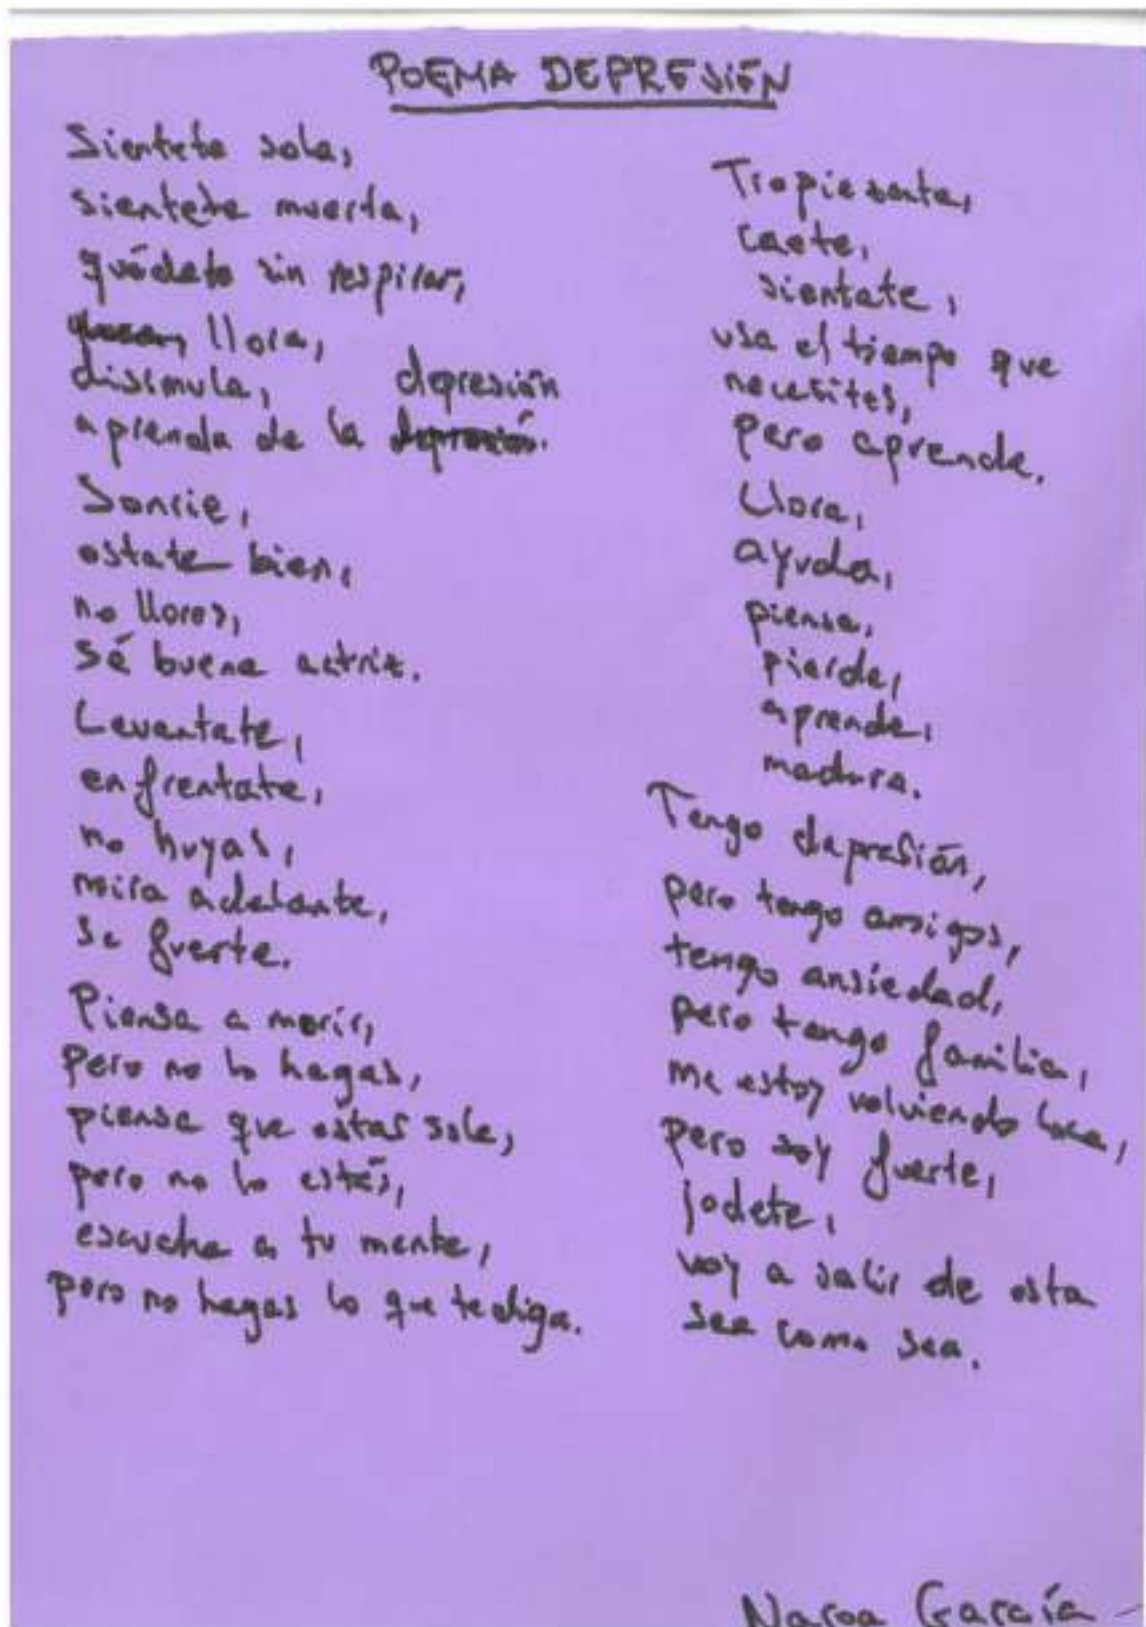 POEMA DEPRESIÓN
Sientete sola,
sientete muerta,
quédate sin respirar,
llora,
disimula,
aprenda de la depresión
Sonrie,
estate bien,
no llores,
sé buena actriz.
Levantate,
enfrentate,
no huyas,
mira adelante,
se fuerte.
Piensa a morir,
pero no lo hagas,
piensa que estas sola,
pero no lo estés,
escucha a tu mente,
pero no hagas lo que te diga.
Tropiesate,
caete,
sientate,
usa el tiempo que
necesites,
pero aprende.
Llora,
ayuda,
piensa,
pierde,
aprende,
madura.
Tengo depresión,
pero tengo amigos,
tengo ansiedad,
pero tengo familia,
me estoy volviendo loca,
pero soy fuerte,
jodete,
voy a salir de esta
sea como sea.
Naroa García